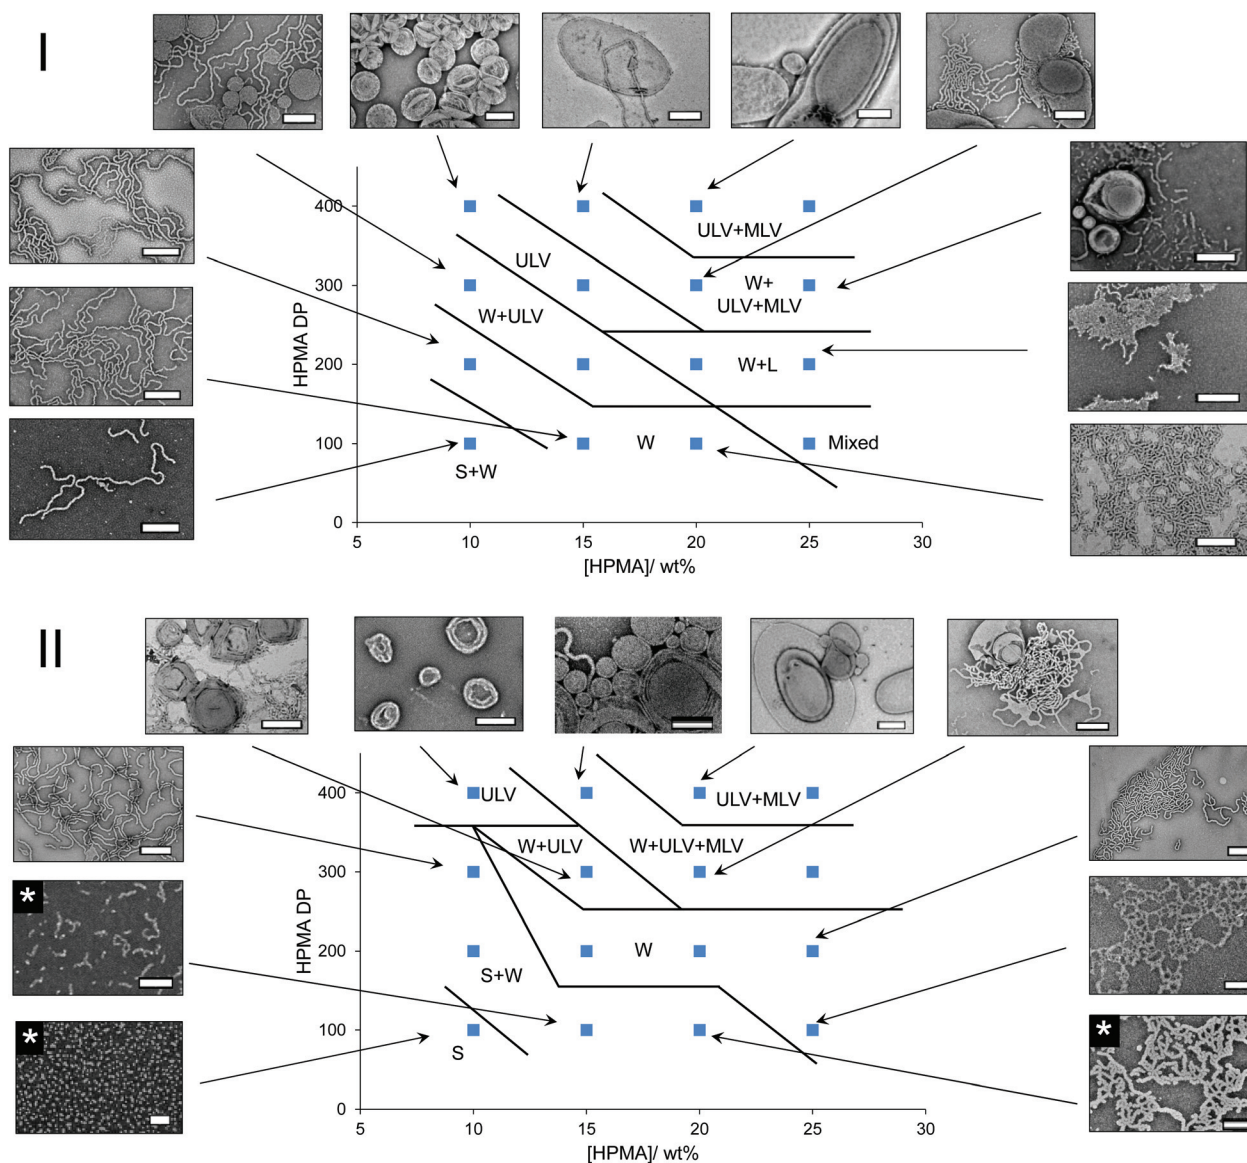 I
400
300
200
100
0
HPMA DP
ULV+MLV
ULV
W+
ULV+MLV
W+ULV
W+L
W
Mixed
S+W
5
10
15
20
25
30
[HPMA]/ wt%
II
*
*
*
400
300
200
100
0
HPMA DP
ULV
ULV+MLV
W+ULV
W+ULV+MLV
W
S+W
S
5
10
15
20
25
30
[HPMA]/ wt%